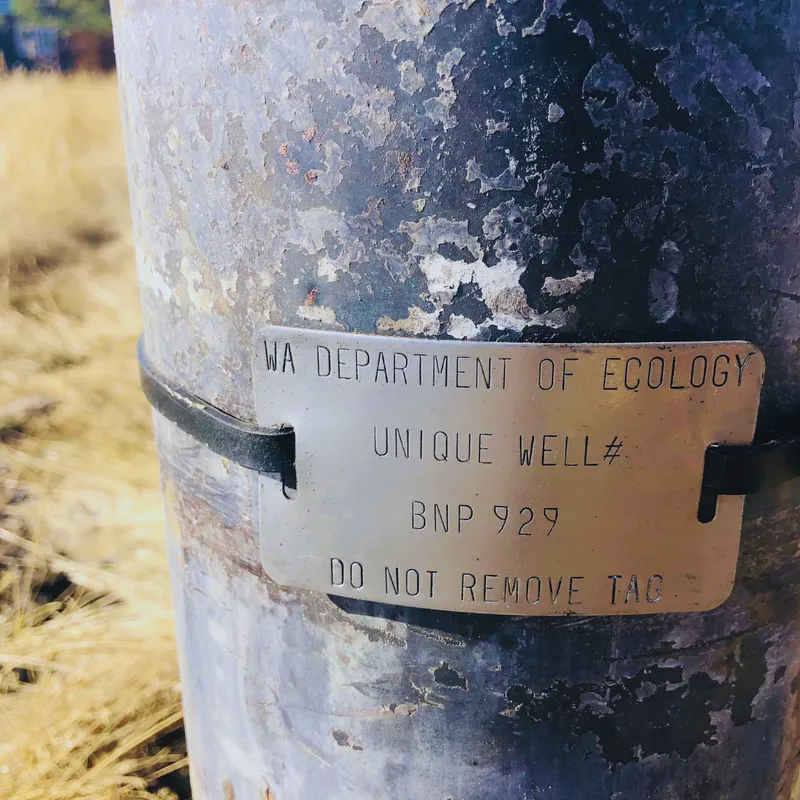 WA DEPARTMENT OF ECOLOGY
UNIQUE WELL#
BNP 929
DO NOT REMOVE TAG